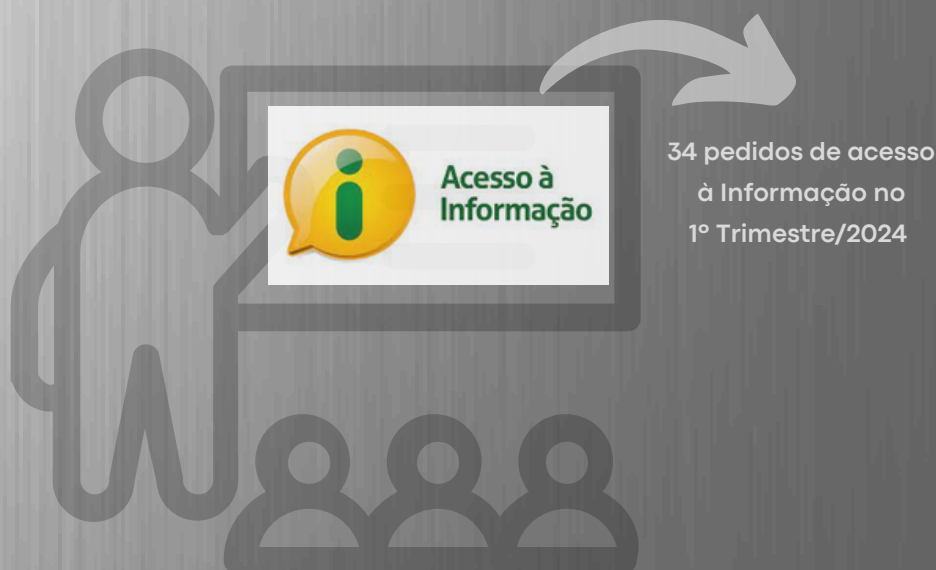 Acesso à
Informação
34 pedidos de acesso
à Informação no
1º Trimestre/2024